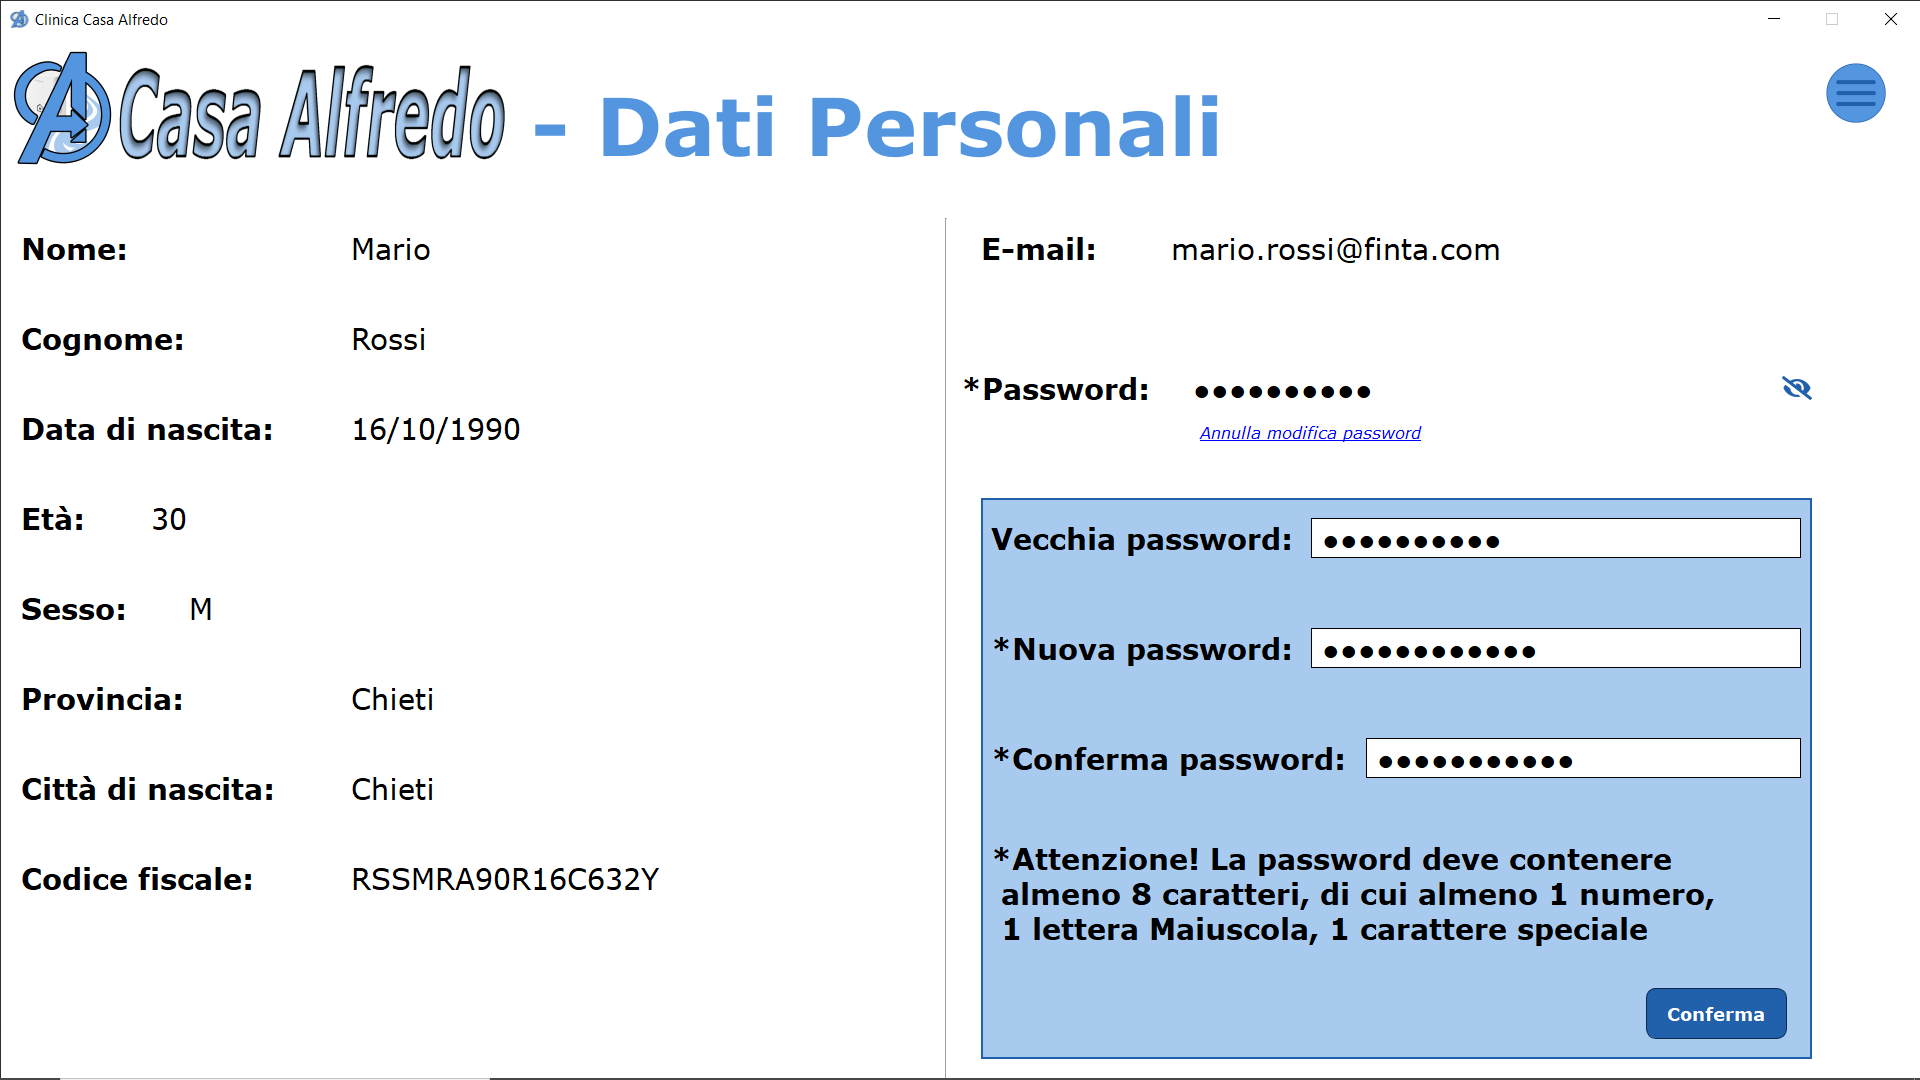 Clinica Casa Alfredo
Casa Alfredo - Dati Personali
Nome: Mario
Cognome: Rossi
Data di nascita: 16/10/1990
Età: 30
Sesso: M
Provincia: Chieti
Città di nascita: Chieti
Codice fiscale: RSSMRA90R16C632Y
E-mail: mario.rossi@finta.com
*Password: ●●●●●●●●●●
Annulla modifica password
Vecchia password: ●●●●●●●●●●
*Nuova password: ●●●●●●●●●●●●
*Conferma password: ●●●●●●●●●●●
*Attenzione! La password deve contenere
almeno 8 caratteri, di cui almeno 1 numero,
1 lettera Maiuscola, 1 carattere speciale
Conferma